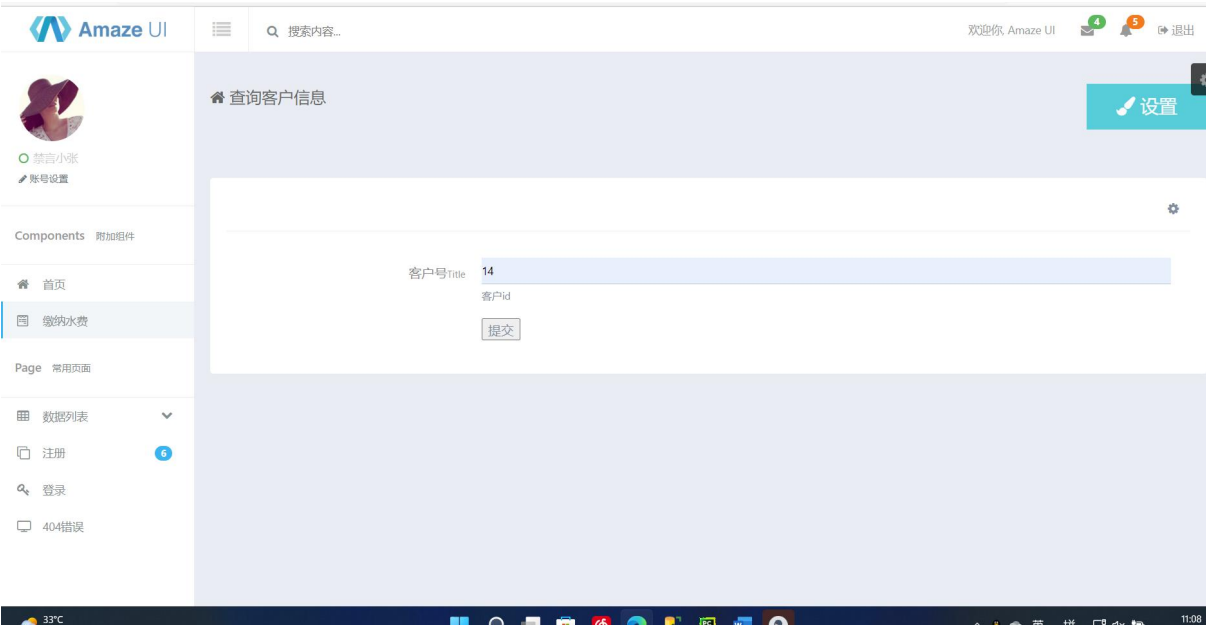 Amaze UI
搜索内容...
欢迎你, Amaze UI
4
5
退出
查询客户信息
设置
禁言小张
账号设置
Components 附加组件
首页
缴纳水费
Page 常用页面
数据列表
注册 6
登录
404错误
客户号Title 14
客户id
提交
33°C
PC
W
英
拼
11:08